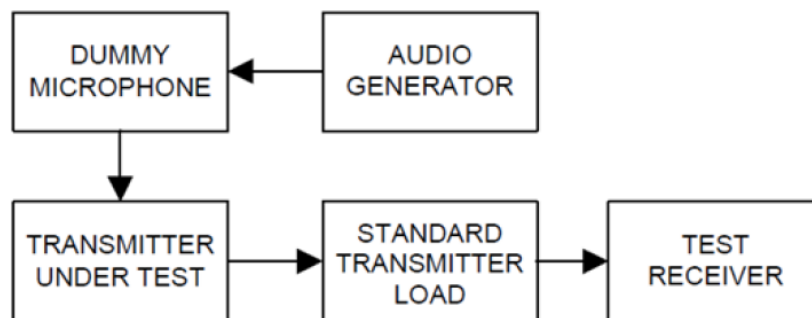 DUMMY
MICROPHONE
AUDIO
GENERATOR
TRANSMITTER
UNDER TEST
STANDARD
TRANSMITTER
LOAD
TEST
RECEIVER